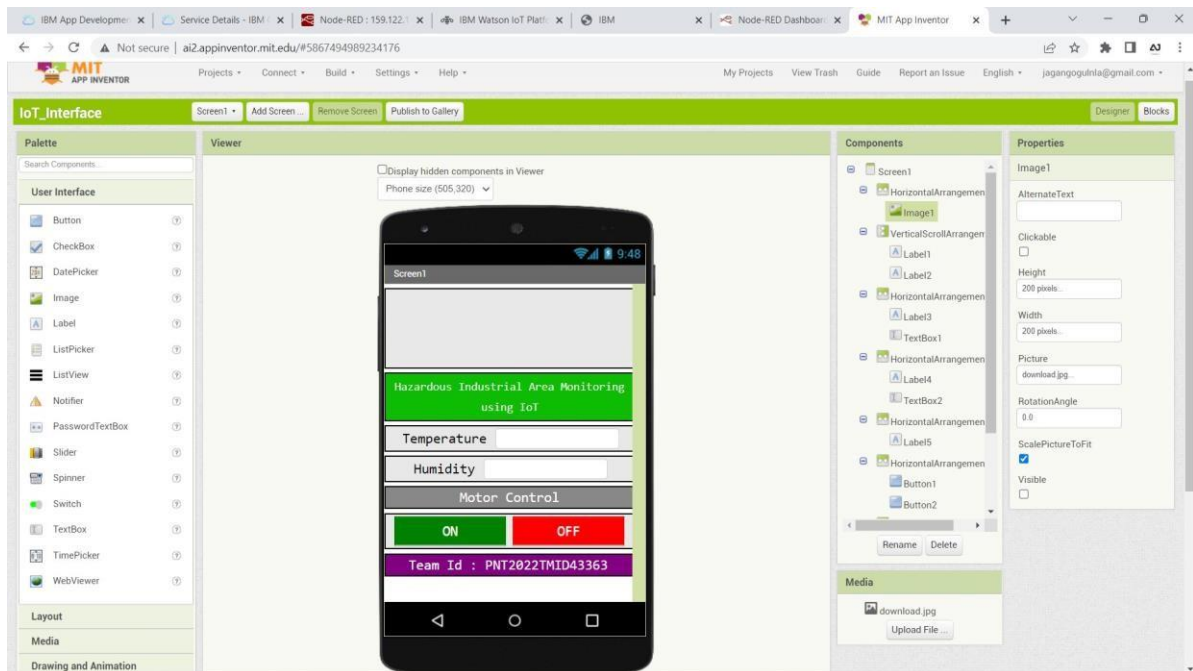 IBM App Developmen
Service Details - IBM
Node-RED : 159.122.
IBM Watson IoT Platf
IBM
Node-RED Dashboar
MIT App Inventor
Not secure | ai2.appinventor.mit.edu/#5867494989234176
MIT
APP INVENTOR
Projects
Connect
Build
Settings
Help
My Projects
View Trash
Guide
Report an Issue
English
jagangogulnla@gmail.com
IoT_Interface
Screen1
Add Screen ...
Remove Screen
Publish to Gallery
Designer
Blocks
Palette
Search Components...
User Interface
Button
CheckBox
DatePicker
Image
Label
ListPicker
ListView
Notifier
PasswordTextBox
Slider
Spinner
Switch
TextBox
TimePicker
WebViewer
Layout
Media
Drawing and Animation
Viewer
Display hidden components in Viewer
Phone size (505,320)
9:48
Screen1
Hazardous Industrial Area Monitoring
using IoT
Temperature
Humidity
Motor Control
ON
OFF
Team Id : PNT2022TMID43363
Components
Screen1
HorizontalArrangemen
Image1
VerticalScrollArrangem
Label1
Label2
HorizontalArrangemen
Label3
TextBox1
HorizontalArrangemen
Label4
TextBox2
HorizontalArrangemen
Label5
HorizontalArrangemen
Button1
Button2
Rename
Delete
Media
download.jpg
Upload File ...
Properties
Image1
AlternateText
Clickable
Height
200 pixels...
Width
200 pixels...
Picture
download.jpg...
RotationAngle
0.0
ScalePictureToFit
Visible